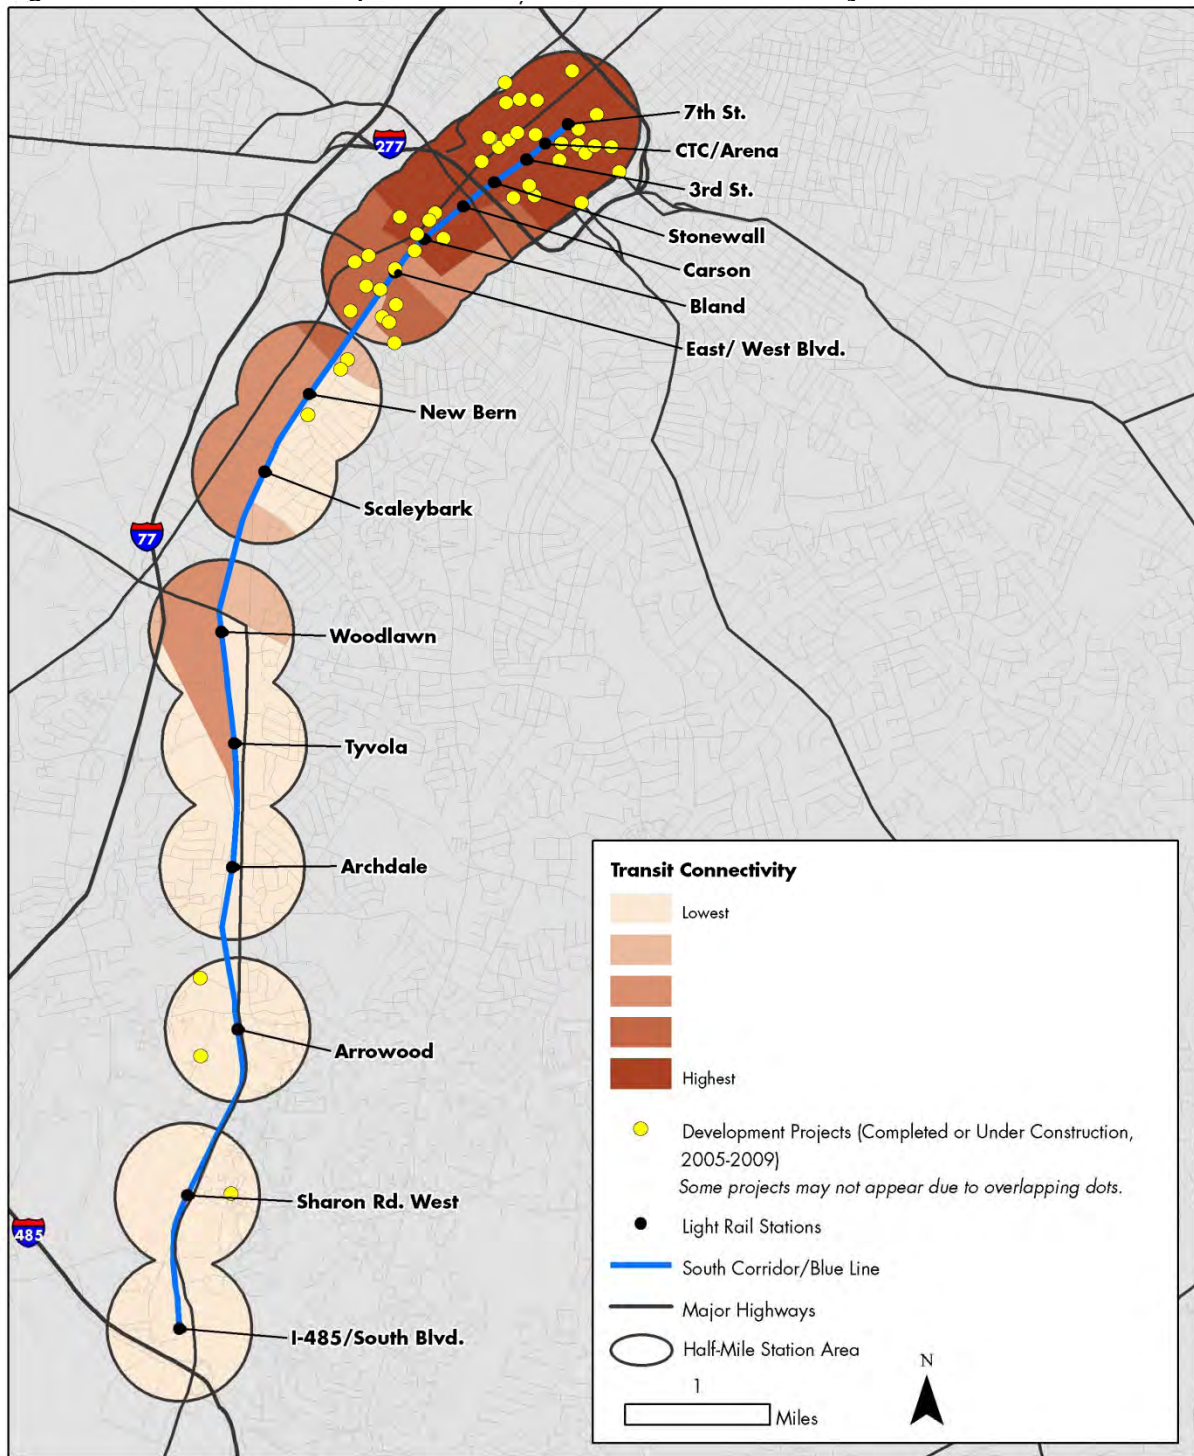 7th St.
277
CTC/Arena
3rd St.
Stonewall
Carson
Bland
East/ West Blvd.
New Bern
Scaleybark
77
Woodlawn
Tyvola
Archdale
Arrowood
Sharon Rd. West
485
I-485/South Blvd.
Transit Connectivity
Lowest
Highest
Development Projects (Completed or Under Construction,
2005-2009)
Some projects may not appear due to overlapping dots.
Light Rail Stations
South Corridor/Blue Line
Major Highways
Half-Mile Station Area
N
1
Miles